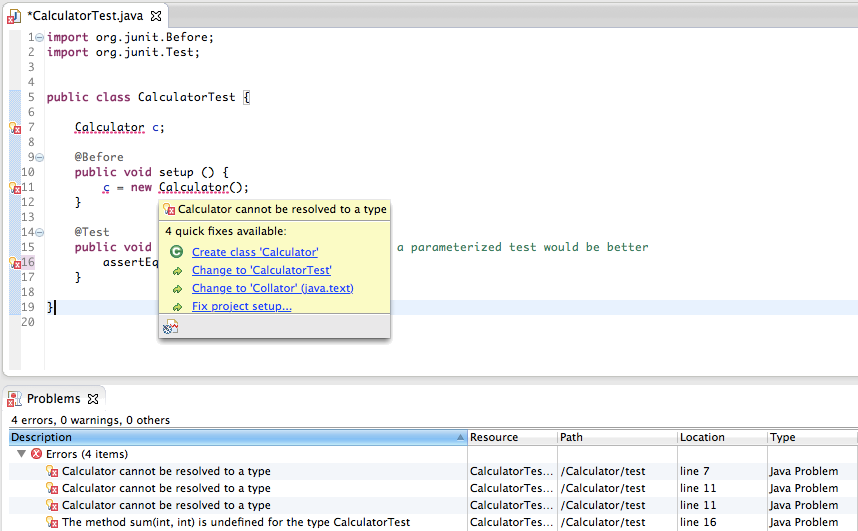 *CalculatorTest.java
1 import org.junit.Before;
2 import org.junit.Test;
3
4
5 public class CalculatorTest {
6
7 Calculator c;
8
9 @Before
10 public void setup () {
11 c = new Calculator();
12 }
13
14 @Test
15 public void a parameterized test would be better
16 assertEq
17 }
18
19 }
20
Calculator cannot be resolved to a type
4 quick fixes available:
Create class 'Calculator'
Change to 'CalculatorTest'
Change to 'Collator' (java.text)
Fix project setup...
Problems
4 errors, 0 warnings, 0 others
Description Resource Path Location Type
Errors (4 items)
Calculator cannot be resolved to a type CalculatorTes... /Calculator/test line 7 Java Problem
Calculator cannot be resolved to a type CalculatorTes... /Calculator/test line 11 Java Problem
Calculator cannot be resolved to a type CalculatorTes... /Calculator/test line 11 Java Problem
The method sum(int, int) is undefined for the type CalculatorTest CalculatorTes... /Calculator/test line 16 Java Problem